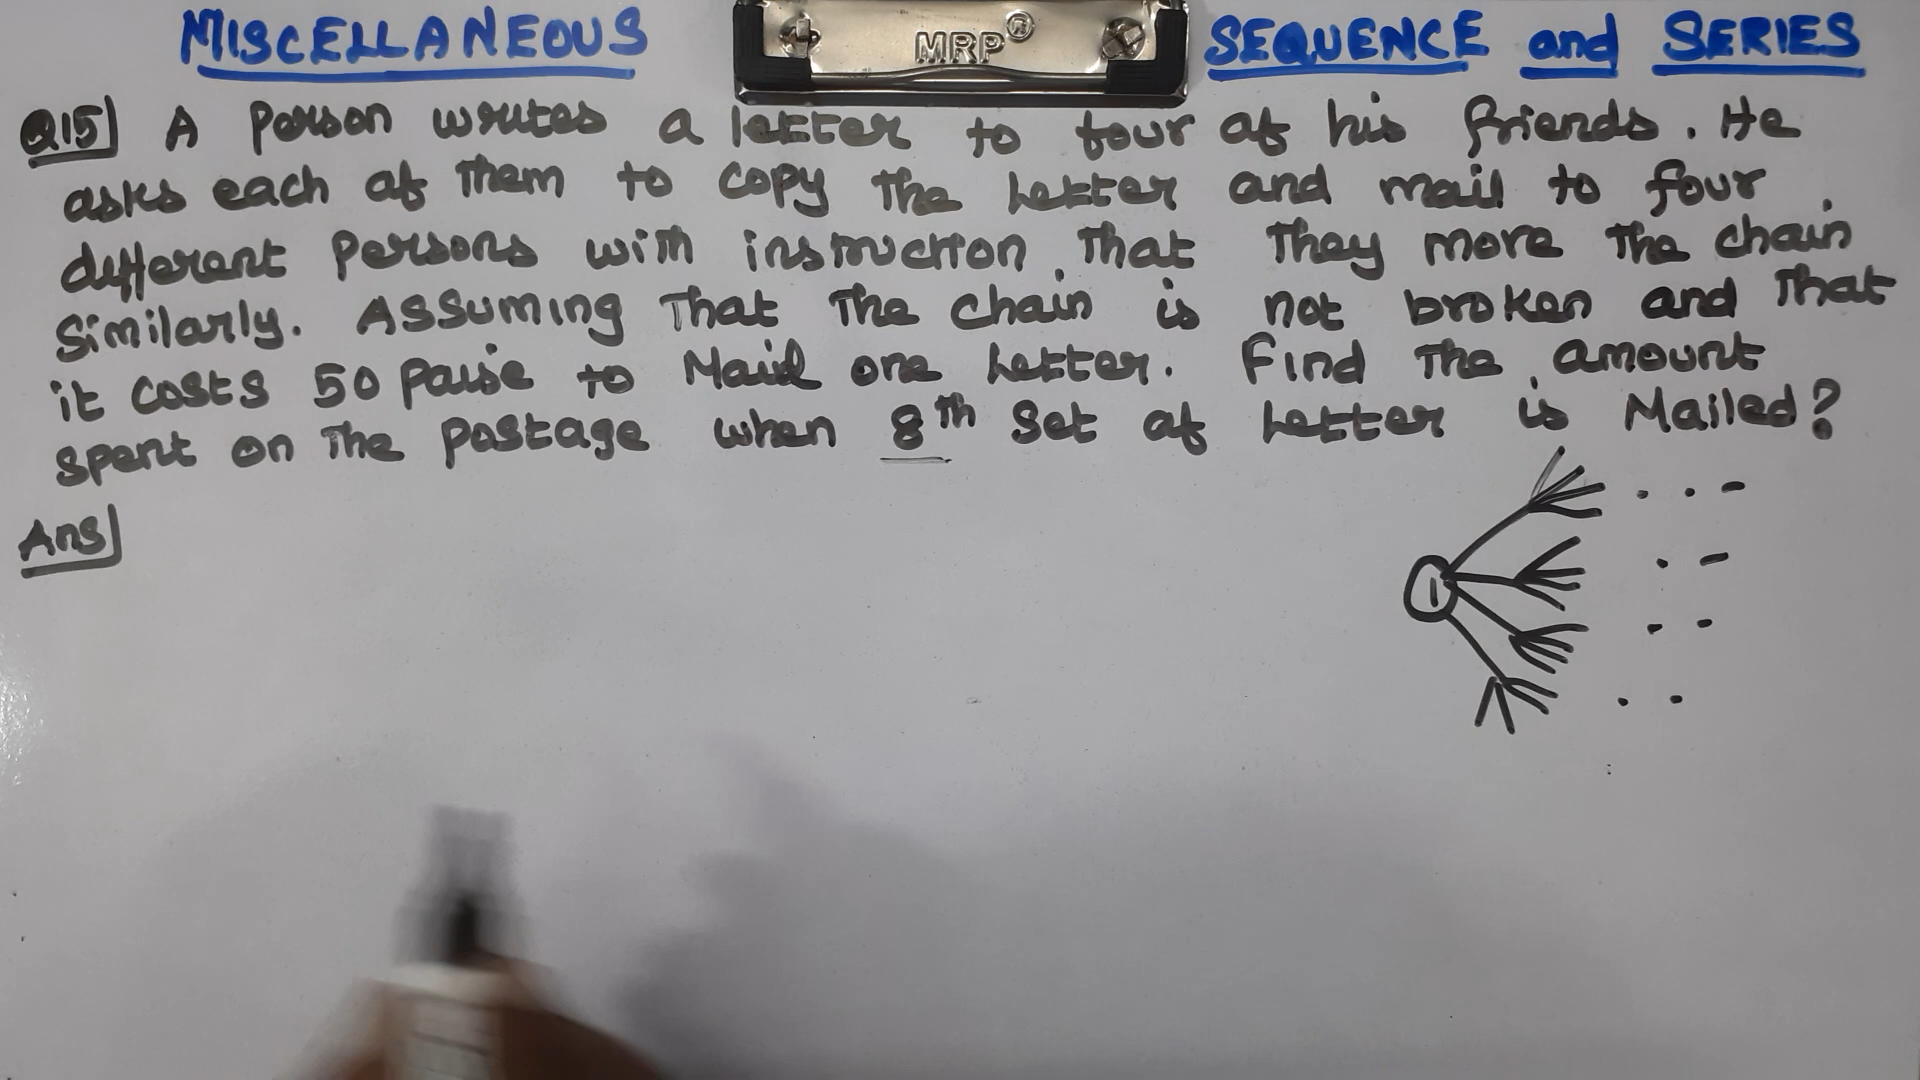 MISCELLANEOUS MRP® SEQUENCE and SERIES
Q15] A Person writes a letter to four of his friends. He
asks each of them to copy the letter and mail to four
different Persons with instruction that they more the chain
Similarly. Assuming that the chain is not broken and that
it costs 50 paise to Mail one letter. Find the amount
spent on the postage when 8th Set of letter is Mailed?
Ans]
1